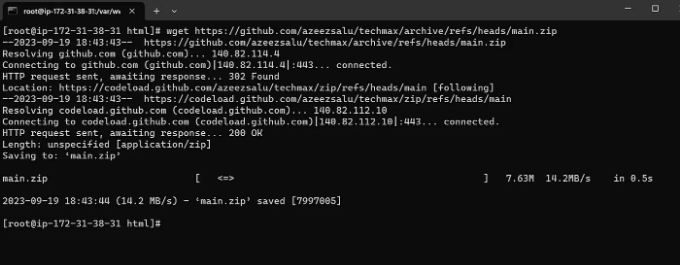 root@ip-172-31-38-31:/var/ww
[root@ip-172-31-38-31 html]# wget https://github.com/azeezsalu/techmax/archive/refs/heads/main.zip
--2023-09-19 18:43:43--  https://github.com/azeezsalu/techmax/archive/refs/heads/main.zip
Resolving github.com (github.com)... 140.82.114.4
Connecting to github.com (github.com)|140.82.114.4|:443... connected.
HTTP request sent, awaiting response... 302 Found
Location: https://codeload.github.com/azeezsalu/techmax/zip/refs/heads/main [following]
--2023-09-19 18:43:43--  https://codeload.github.com/azeezsalu/techmax/zip/refs/heads/main
Resolving codeload.github.com (codeload.github.com)... 140.82.112.10
Connecting to codeload.github.com (codeload.github.com)|140.82.112.10|:443... connected.
HTTP request sent, awaiting response... 200 OK
Length: unspecified [application/zip]
Saving to: ‘main.zip’
main.zip [ <=> ] 7.63M 14.2MB/s in 0.5s
2023-09-19 18:43:44 (14.2 MB/s) - ‘main.zip’ saved [7997005]
[root@ip-172-31-38-31 html]#